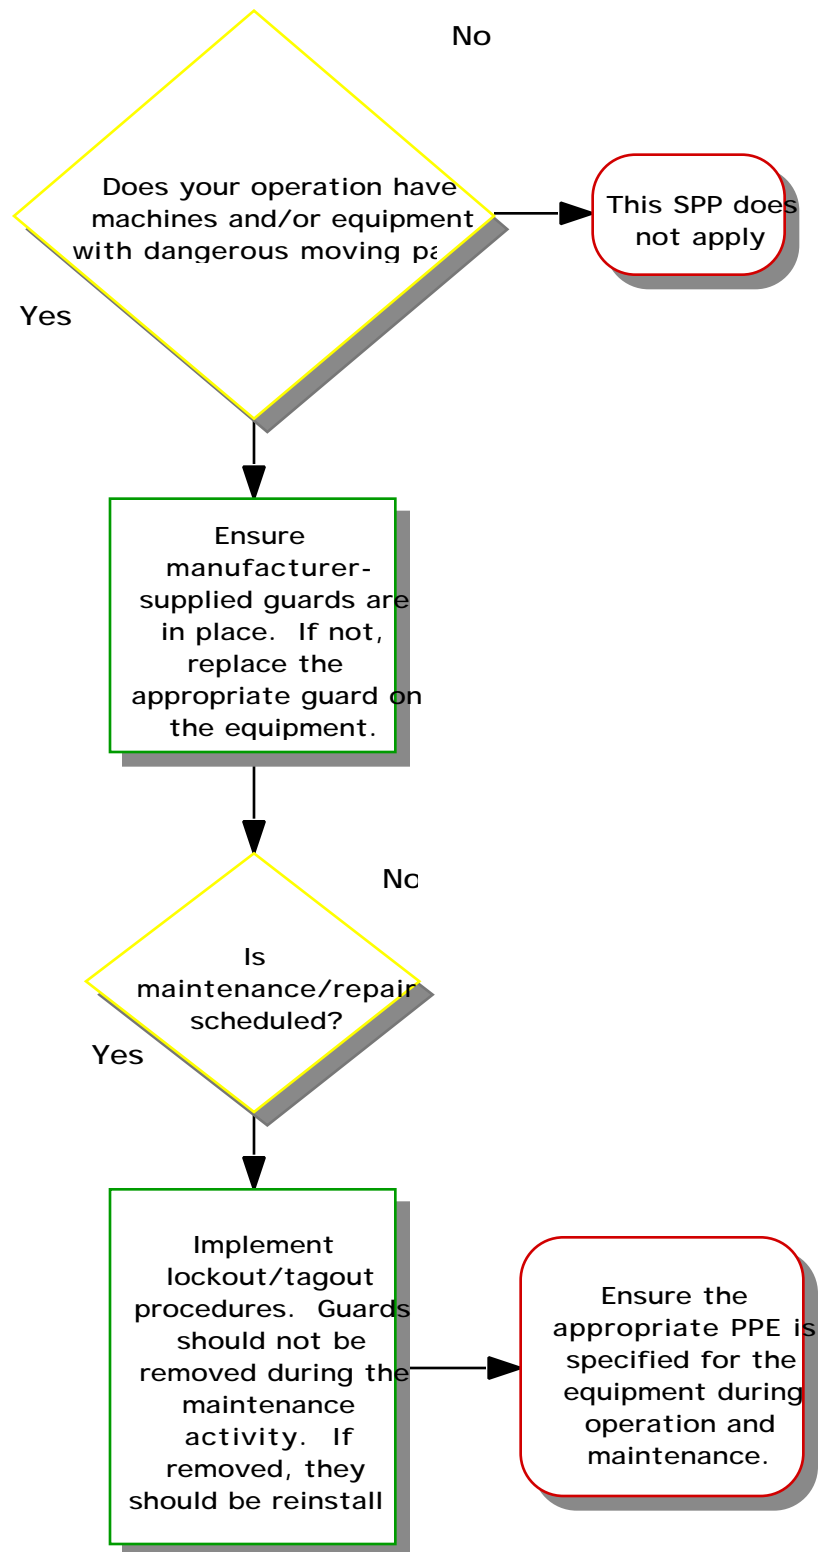 No
Does your operation have
machines and/or equipment
with dangerous moving
This SPP does
not apply
Yes
Ensure
manufacturer-
supplied guards are
in place. If not,
replace the
appropriate guard on
the equipment.
No
Is
maintenance/repair
scheduled?
Yes
Implement
lockout/tagout
procedures. Guards
should not be
removed during the
maintenance
activity. If
removed, they
should be reinstall
Ensure the
appropriate PPE is
specified for the
equipment during
operation and
maintenance.